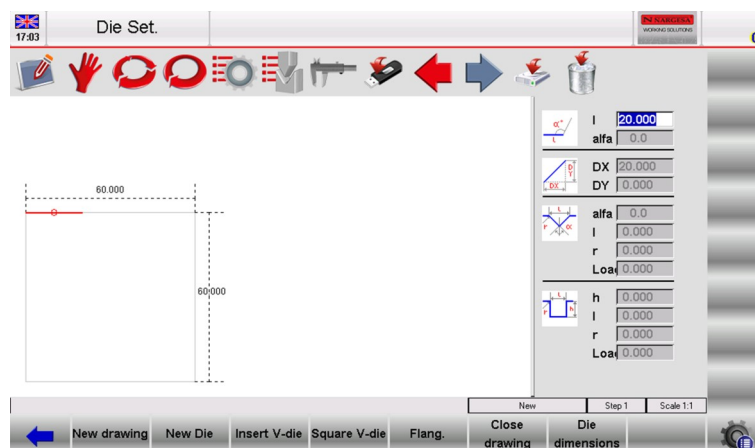 17:03
Die Set.
NARGESA
WORKING SOLUTIONS
α°
l
l 20.000
alfa 0.0
D
Y
DX
DX 20.000
DY 0.000
l
r
α
alfa 0.0
l 0.000
r 0.000
Loa 0.000
l
r
h
h 0.000
l 0.000
r 0.000
Loa 0.000
60.000
60.000
New
Step 1
Scale 1:1
New drawing
New Die
Insert V-die
Square V-die
Flang.
Close
drawing
Die
dimensions